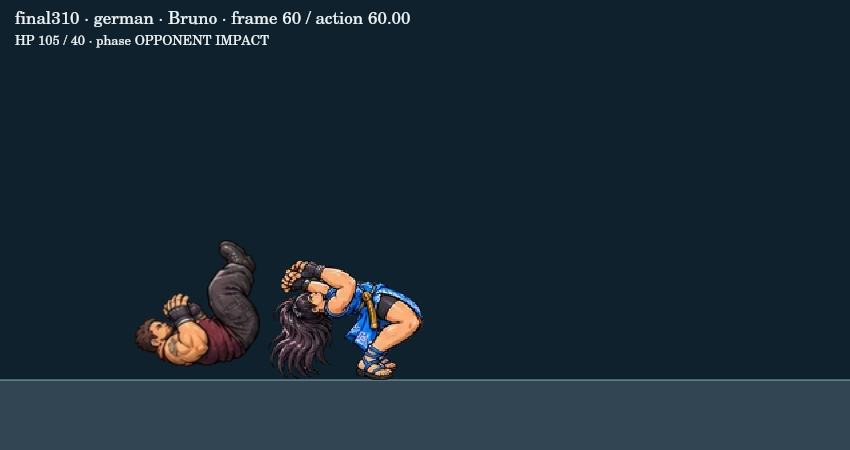 final310 · german · Bruno · frame 60 / action 60.00
HP 105 / 40 · phase OPPONENT IMPACT